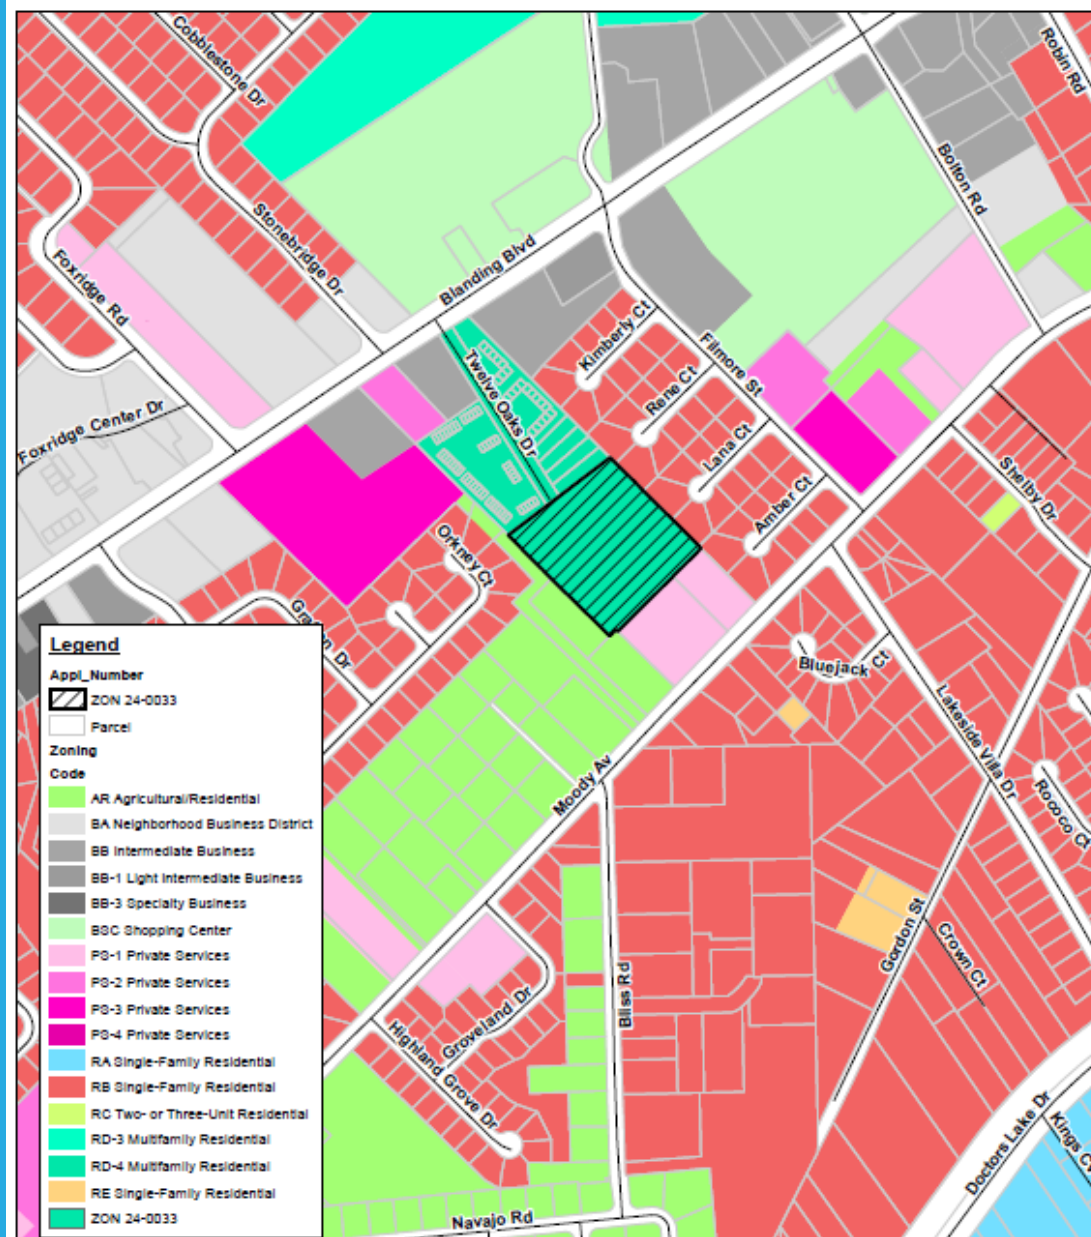 Cobblestone Dr
Robin Rd
Bolton Rd
Stonebridge Dr
Foxridge Rd
Blanding Blvd
Kimberly Ct
Filmore St
Twelve Oaks Dr
Rene Ct
Foxridge Center Dr
Lana Ct
Shelby Dr
Amber Ct
Orkney Ct
Bluejack Ct
Lakeside Villa Dr
Moody Av
Rococo Ct
Gordon St
Crown Ct
Bliss Rd
Groveland Dr
Highland Grove Dr
Doctors Lake Dr
Kings C
Navajo Rd
Legend
Appl_Number
ZON 24-0033
Parcel
Zoning
Code
AR Agricultural/Residential
BA Neighborhood Business District
BB Intermediate Business
BB-1 Light Intermediate Business
BB-3 Specialty Business
BSC Shopping Center
PS-1 Private Services
PS-2 Private Services
PS-3 Private Services
PS-4 Private Services
RA Single-Family Residential
RB Single-Family Residential
RC Two- or Three-Unit Residential
RD-3 Multifamily Residential
RD-4 Multifamily Residential
RE Single-Family Residential
ZON 24-0033